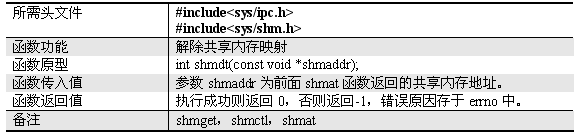 所需头文件 #include<sys/ipc.h>
#include<sys/shm.h>
函数功能 解除共享内存映射
函数原型 int shmdt(const void *shmaddr);
函数传入值 参数 shmaddr 为前面 shmat 函数返回的共享内存地址。
函数返回值 执行成功则返回 0，否则返回-1，错误原因存于 errno 中。
备注 shmget，shmctl，shmat